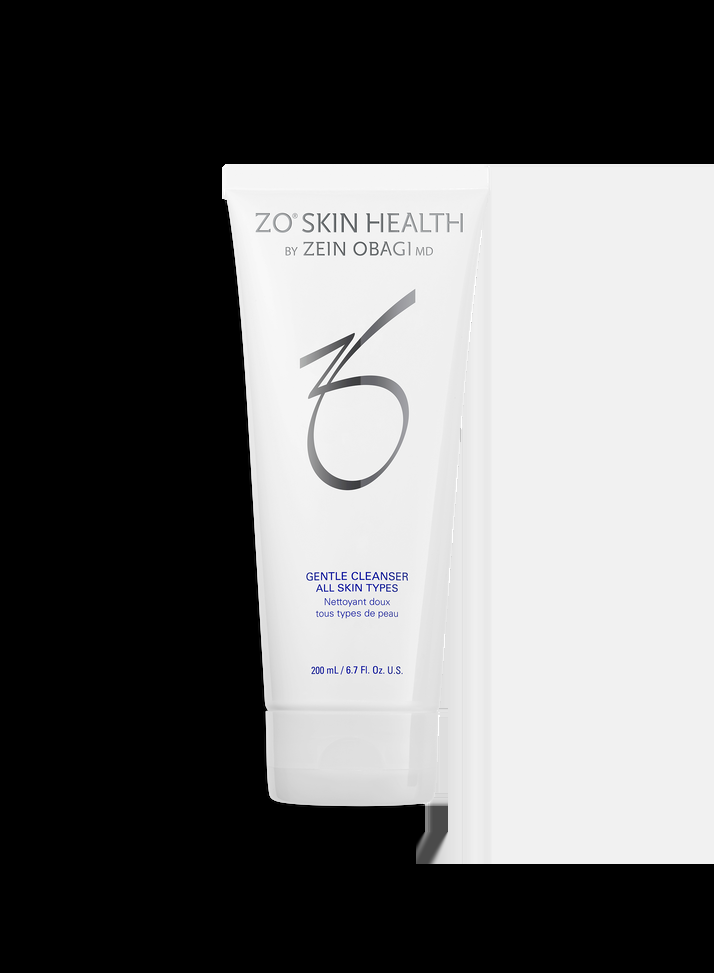 ZO® SKIN HEALTH
BY ZEIN OBAGI MD
GENTLE CLEANSER
ALL SKIN TYPES
Nettoyant doux
tous types de peau
200 mL / 6.7 Fl. Oz. U.S.